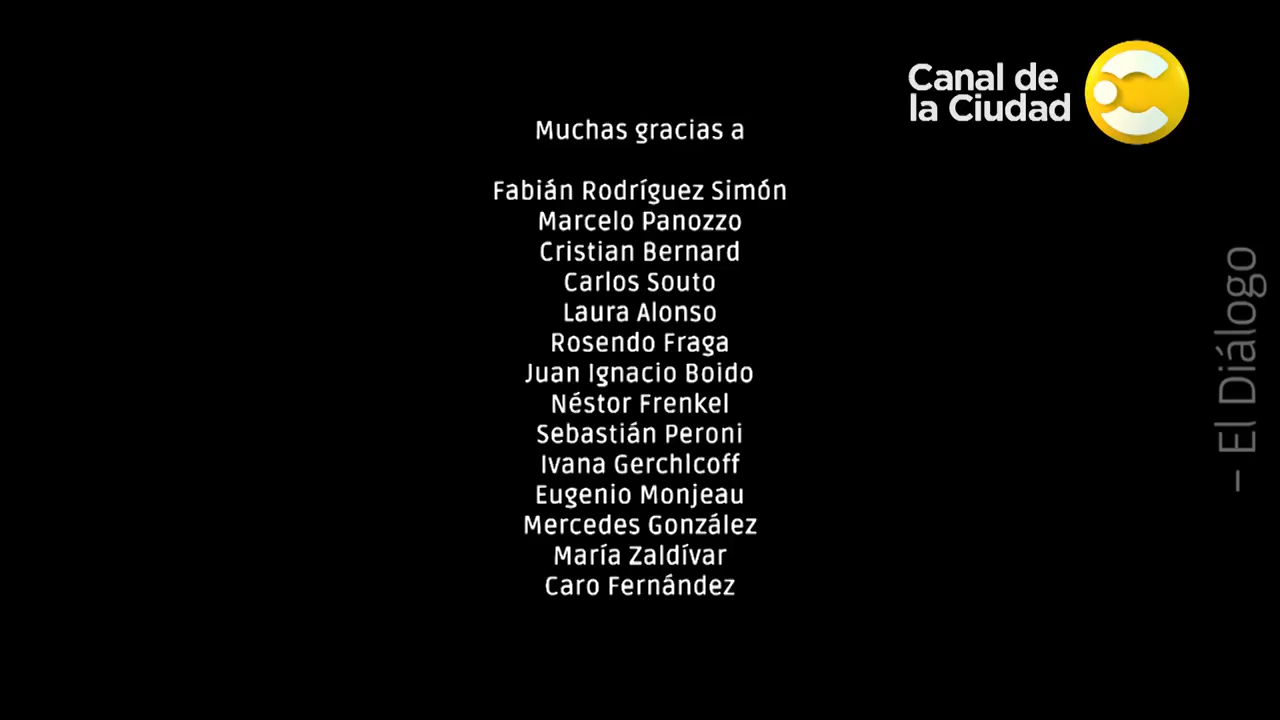 Canal de
la Ciudad
Muchas gracias a
Fabián Rodríguez Simón
Marcelo Panozzo
Cristian Bernard
Carlos Souto
Laura Alonso
Rosendo Fraga
Juan Ignacio Boido
Néstor Frenkel
Sebastián Peroni
Ivana Gerchlcoff
Eugenio Monjeau
Mercedes González
María Zaldívar
Caro Fernández
– El Diálogo